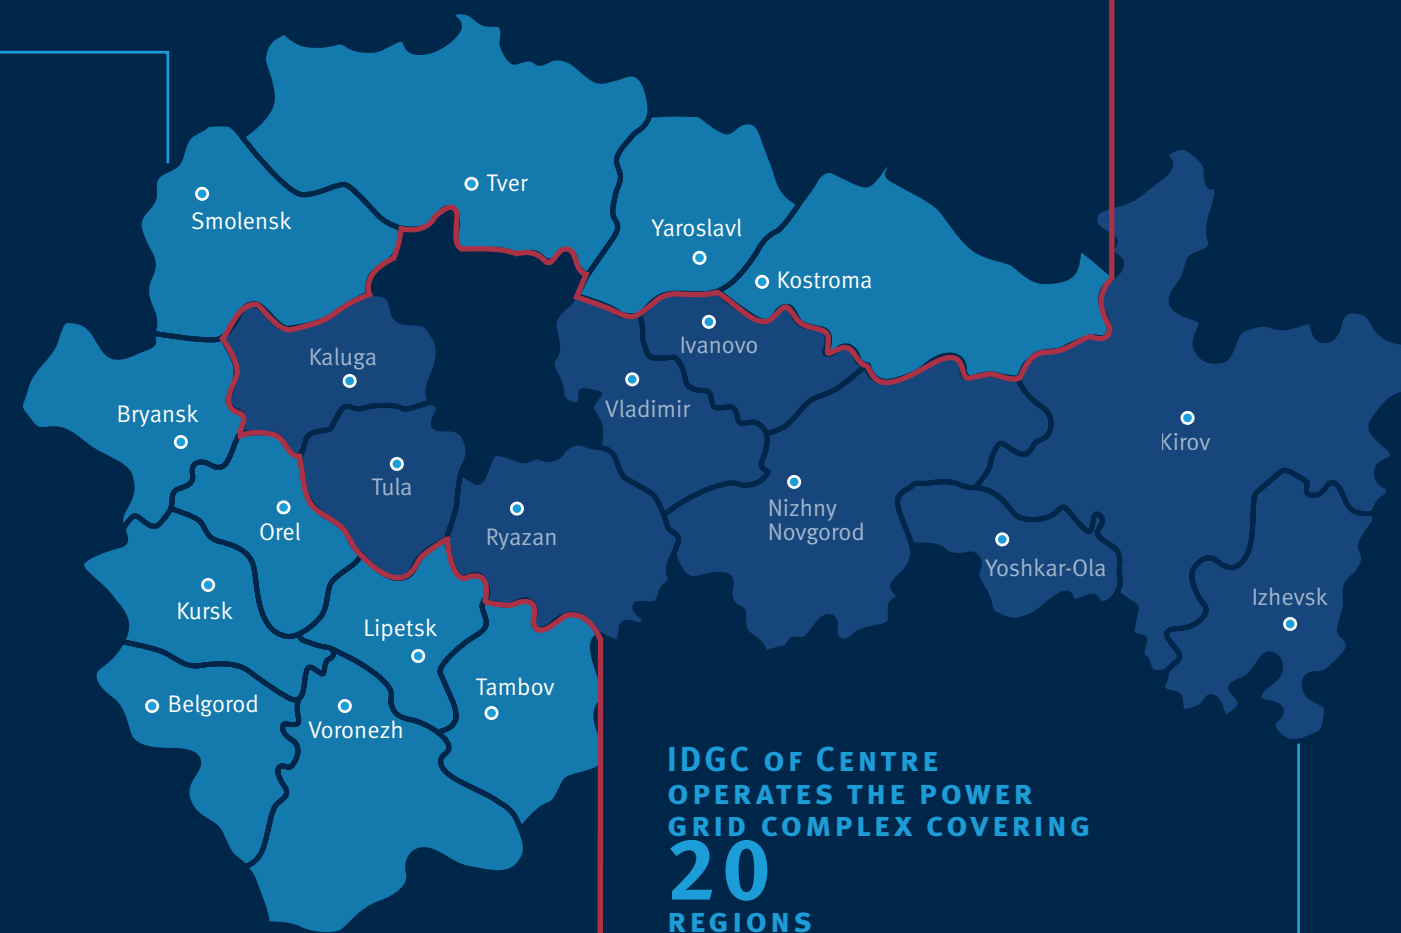 Tver
Smolensk
Yaroslavl
Kostroma
Ivanovo
Kaluga
Vladimir
Bryansk
Kirov
Tula
Nizhny
Novgorod
Ryazan
Orel
Yoshkar-Ola
Kursk
Izhevsk
Lipetsk
Tambov
Belgorod
Voronezh
IDGC OF CENTRE
OPERATES THE POWER
GRID COMPLEX COVERING
20
REGIONS